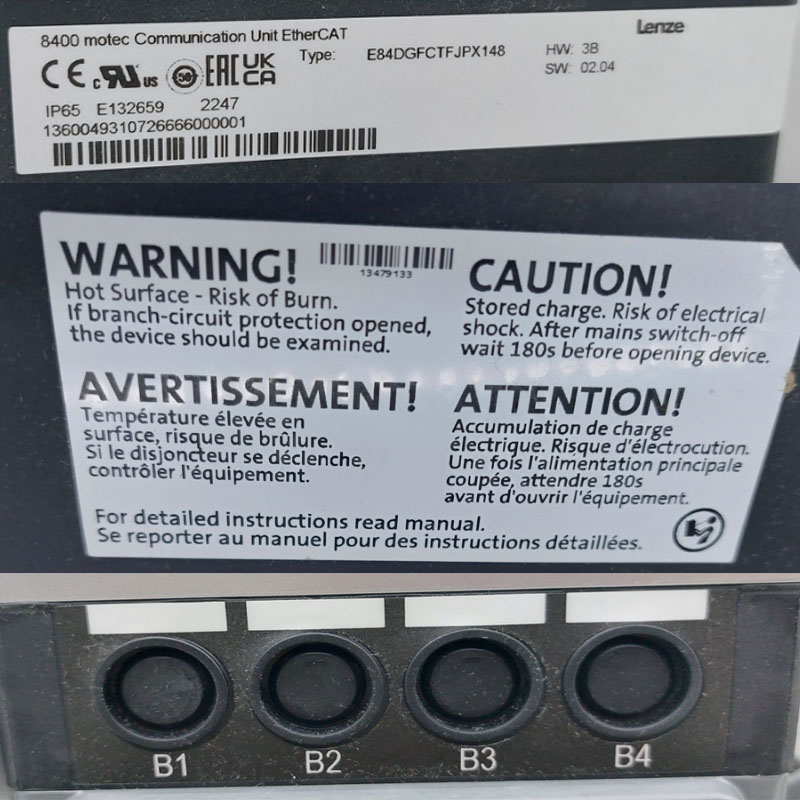 8400 motec Communication Unit EtherCAT
Lenze
Type: E84DGFCTFJPX148
HW: 3B
SW: 02.04
CE c UR US EAC UK CA
IP65 E132659 2247
1360049310726666000001
WARNING!
13479133
Hot Surface - Risk of Burn.
If branch-circuit protection opened,
the device should be examined.
CAUTION!
Stored charge. Risk of electrical
shock. After mains switch-off
wait 180s before opening device.
AVERTISSEMENT!
Température élevée en
surface, risque de brûlure.
Si le disjoncteur se déclenche,
contrôler l'équipement.
ATTENTION!
Accumulation de charge
électrique. Risque d'électrocution.
Une fois l'alimentation principale
coupée, attendre 180s
avant d'ouvrir l'équipement.
For detailed instructions read manual.
Se reporter au manuel pour des instructions détaillées.
B1 B2 B3 B4